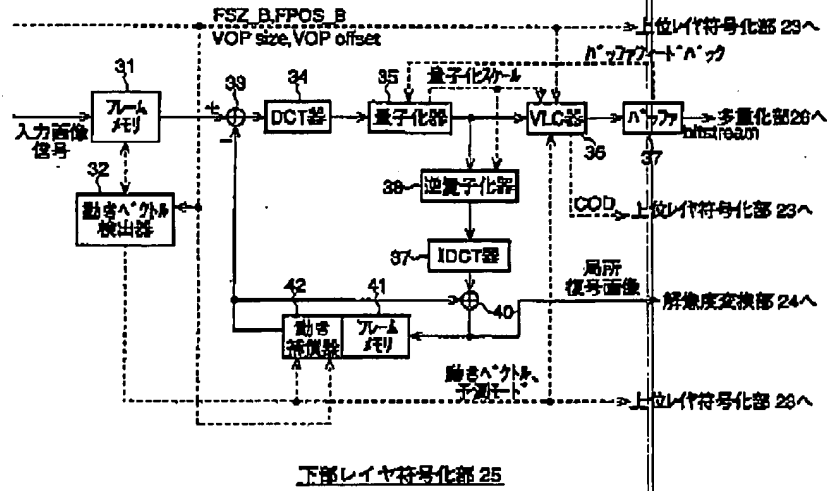 FSZ_B,FPOS_B
VOP size,VOP offset
上位レイヤ符号化部 23へ
バッファフィードバック
31
フレーム
メモリ
入力画像
信号
+
33
-
34
DCT器
35
量子化器
量子化スケール
VLC器
36
バッファ
37
多重化部26へ
bitstream
32
動きベクトル
検出器
38
逆量子化器
COD
上位レイヤ符号化部 23へ
37
IDCT器
局所
復号画像
40
解像度変換部 24へ
42
動き
補償器
41
フレーム
メモリ
動きベクトル、
予測モード
上位レイヤ符号化部 23へ
下部レイヤ符号化部 25